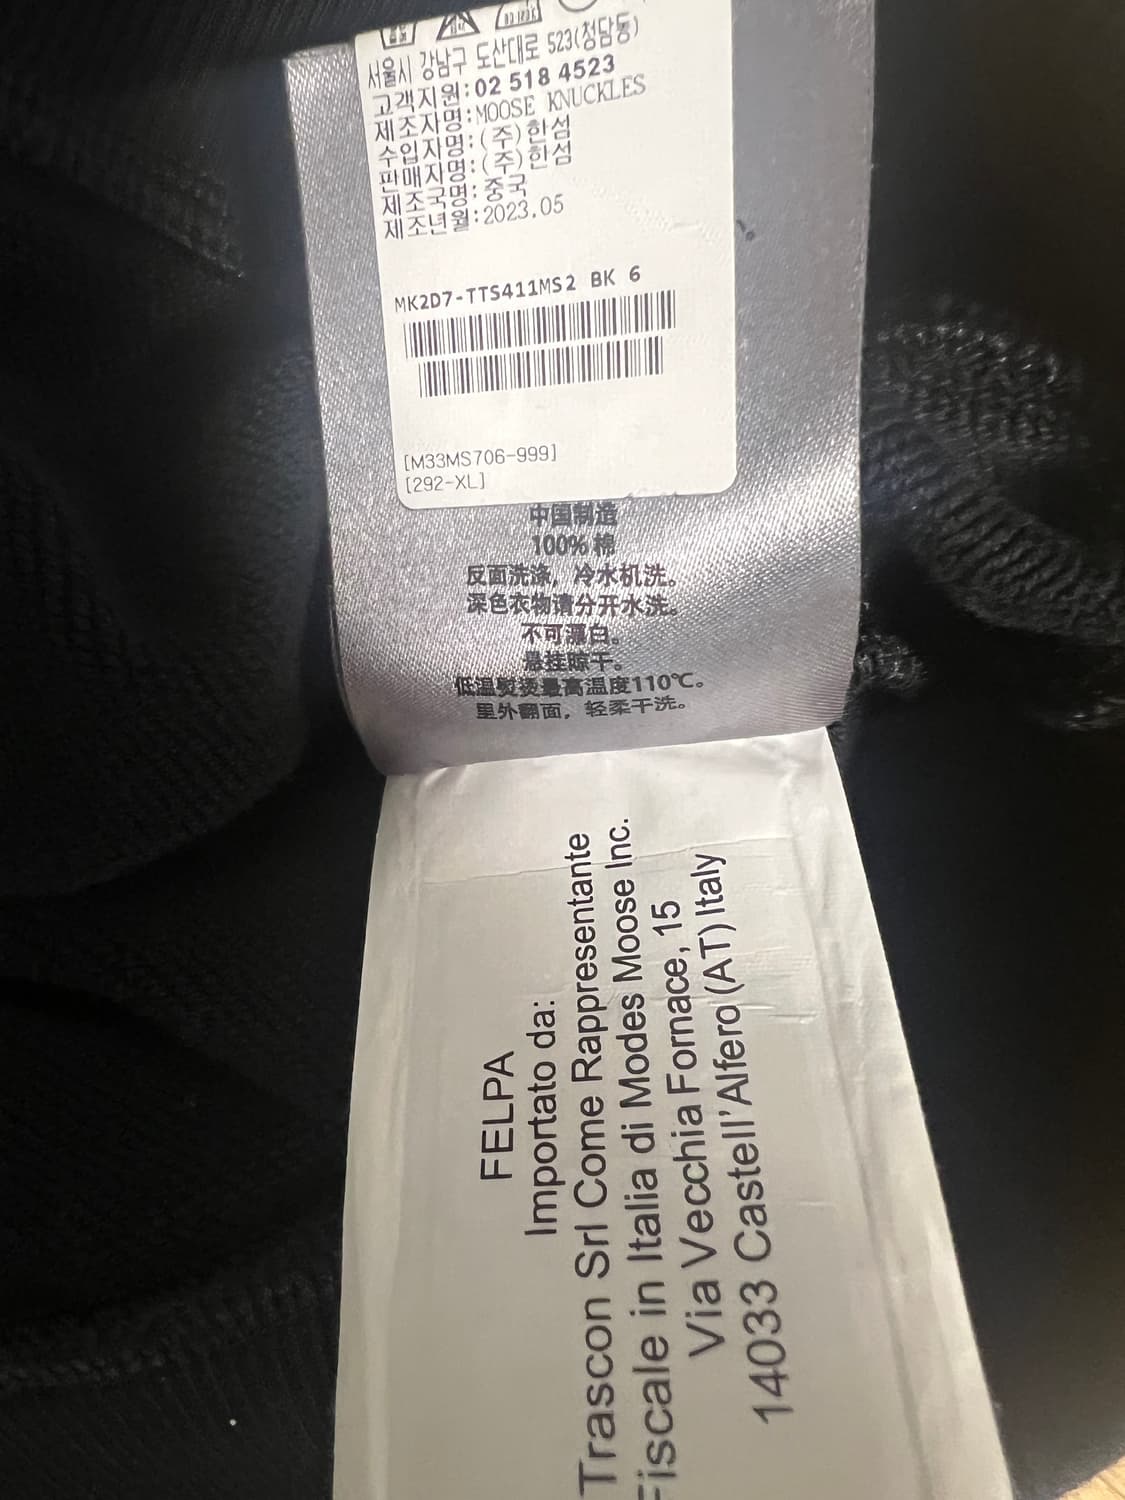 서울시 강남구 도산대로 523(청담동)
고객지원:02 518 4523
제조자명:MOOSE KNUCKLES
수입자명:(주)한섬
판매자명:(주)한섬
제조국명:중국
제조년월:2023.05
MK2D7-TTS411MS2 BK 6
[M33MS706-999]
[292-XL]
中国制造
100% 棉
反面洗涤，冷水机洗。
深色衣物请分开水洗。
不可漂白。
悬挂晾干。
低温熨烫最高温度110℃。
里外翻面，轻柔干洗。
FELPA
Importato da:
Trascon Srl Come Rappresentante
Fiscale in Italia di Modes Moose Inc.
Via Vecchia Fornace, 15
14033 Castell'Alfero (AT) Italy